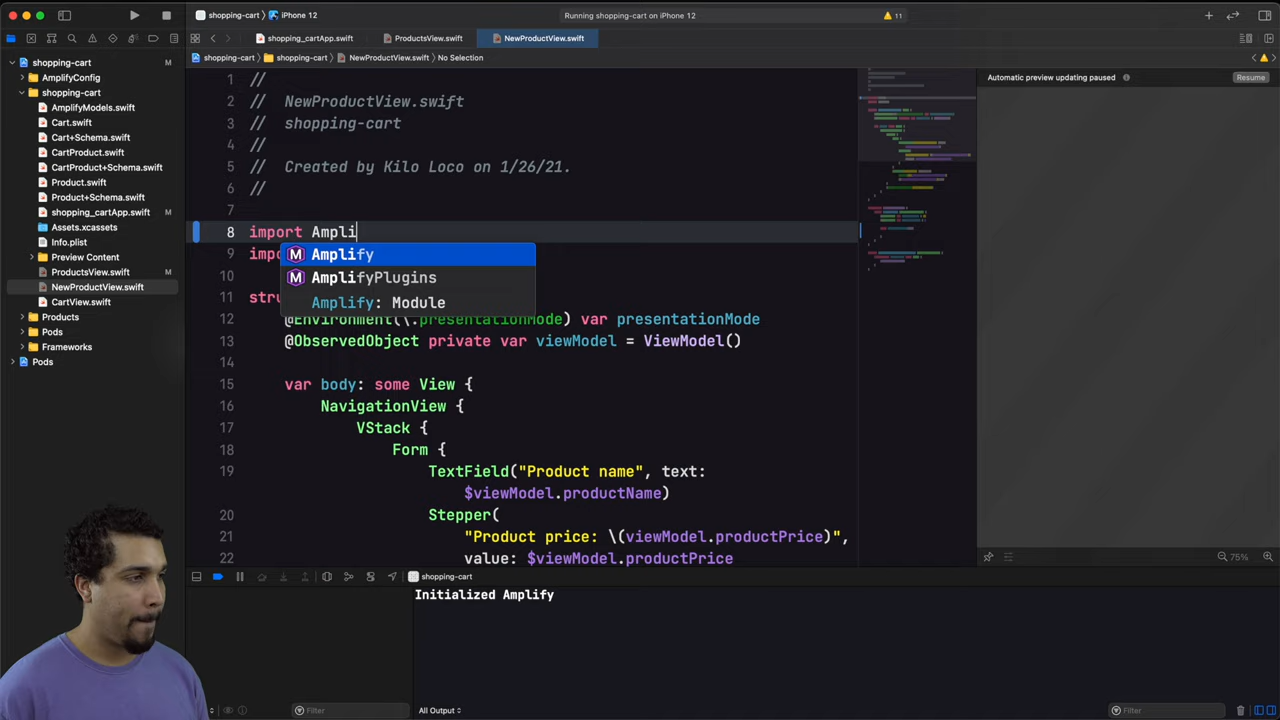 shopping-cart › iPhone 12
Running shopping-cart on iPhone 12
11
shopping_cartApp.swift
ProductsView.swift
NewProductView.swift
shopping-cart › shopping-cart › NewProductView.swift › No Selection
shopping-cart M
AmplifyConfig
shopping-cart
AmplifyModels.swift
Cart.swift
Cart+Schema.swift
CartProduct.swift
CartProduct+Schema.swift
Product.swift
Product+Schema.swift
shopping_cartApp.swift M
Assets.xcassets
Info.plist
Preview Content
ProductsView.swift M
NewProductView.swift
CartView.swift
Products
Pods
Frameworks
Pods
1 //
2 // NewProductView.swift
3 // shopping-cart
4 //
5 // Created by Kilo Loco on 1/26/21.
6 //
7
8 import Ampli
M Amplify
M AmplifyPlugins
Amplify: Module
9 imp
10
11 stru
12 @Environment(\.presentationMode) var presentationMode
13 @ObservedObject private var viewModel = ViewModel()
14
15 var body: some View {
16 NavigationView {
17 VStack {
18 Form {
19 TextField("Product name", text:
$viewModel.productName)
20 Stepper(
21 "Product price: \(viewModel.productPrice)",
22 value: $viewModel.productPrice
Automatic preview updating paused
Resume
75%
shopping-cart
Initialized Amplify
Filter
All Output
Filter